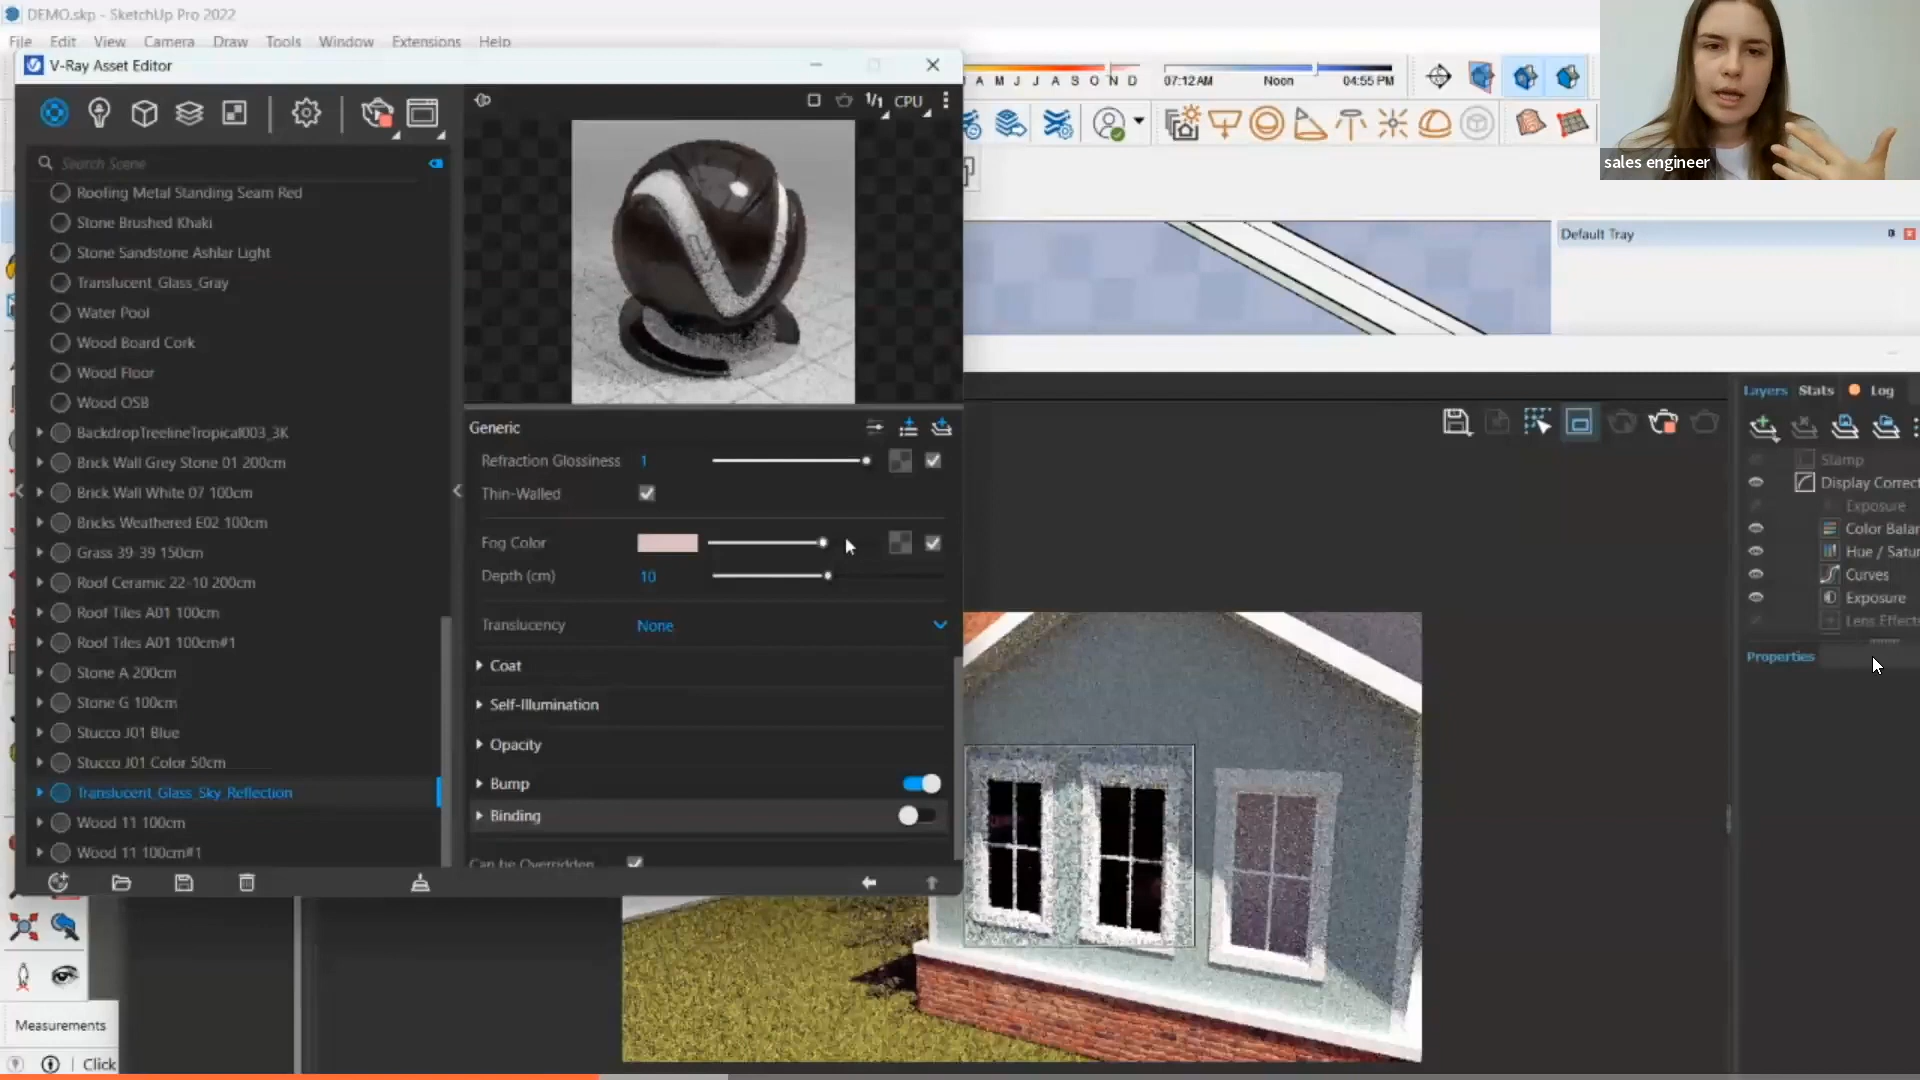 DEMO.skp - SketchUp Pro 2022
File Edit View Camera Draw Tools Window Extensions Help
V-Ray Asset Editor
A M J J A S O N D
07:12 AM Noon 04:55 PM
1/1 CPU
sales engineer
Search Scene
Roofing Metal Standing Seam Red
Stone Brushed Khaki
Stone Sandstone Ashlar Light
Translucent_Glass_Gray
Water Pool
Wood Board Cork
Wood Floor
Wood OSB
BackdropTreelineTropical003_3K
Brick Wall Grey Stone 01 200cm
Brick Wall White 07 100cm
Bricks Weathered E02 100cm
Grass 39-39 150cm
Roof Ceramic 22-10 200cm
Roof Tiles A01 100cm
Roof Tiles A01 100cm#1
Stone A 200cm
Stone G 100cm
Stucco J01 Blue
Stucco J01 Color 50cm
Translucent_Glass_Sky_Reflection
Wood 11 100cm
Wood 11 100cm#1
Generic
Refraction Glossiness 1
Thin-Walled
Fog Color
Depth (cm) 10
Translucency None
Coat
Self-Illumination
Opacity
Bump
Binding
Can be Overridden
Default Tray
Layers Stats Log
Stamp
Display Correct
Exposure
Color Balan
Hue / Satur
Curves
Exposure
Lens Effects
Properties
Measurements
Click